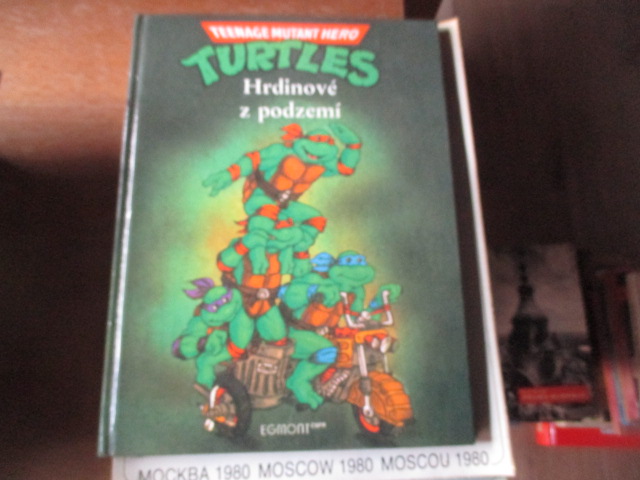 TEENAGE MUTANT HERO
TURTLES
Hrdinové
z podzemí
EGMONT
МОСКВА 1980 MOSCOW 1980 MOSCOU 1980